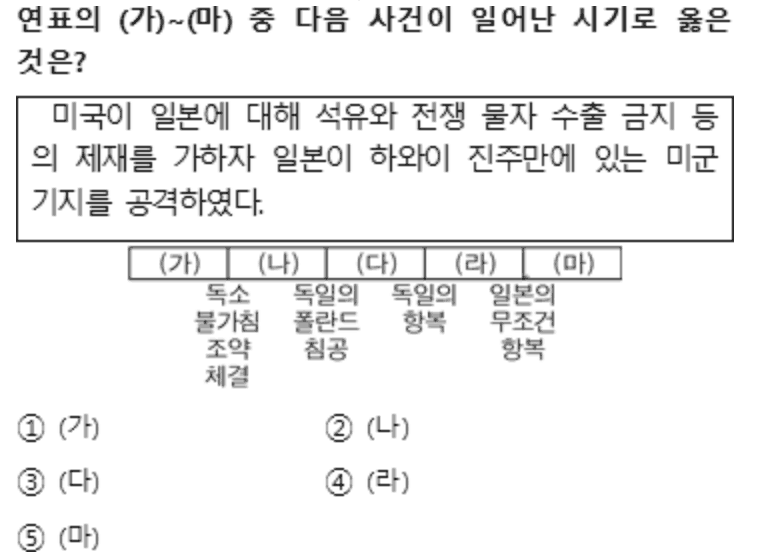 연표의 (가)~(마) 중 다음 사건이 일어난 시기로 옳은
것은?
미국이 일본에 대해 석유와 전쟁 물자 수출 금지 등
의 제재를 가하자 일본이 하와이 진주만에 있는 미군
기지를 공격하였다.
(가) (나) (다) (라) (마)
독소 독일의 독일의 일본의
불가침 폴란드 항복 무조건
조약 침공 항복
체결
① (가) ② (나)
③ (다) ④ (라)
⑤ (마)